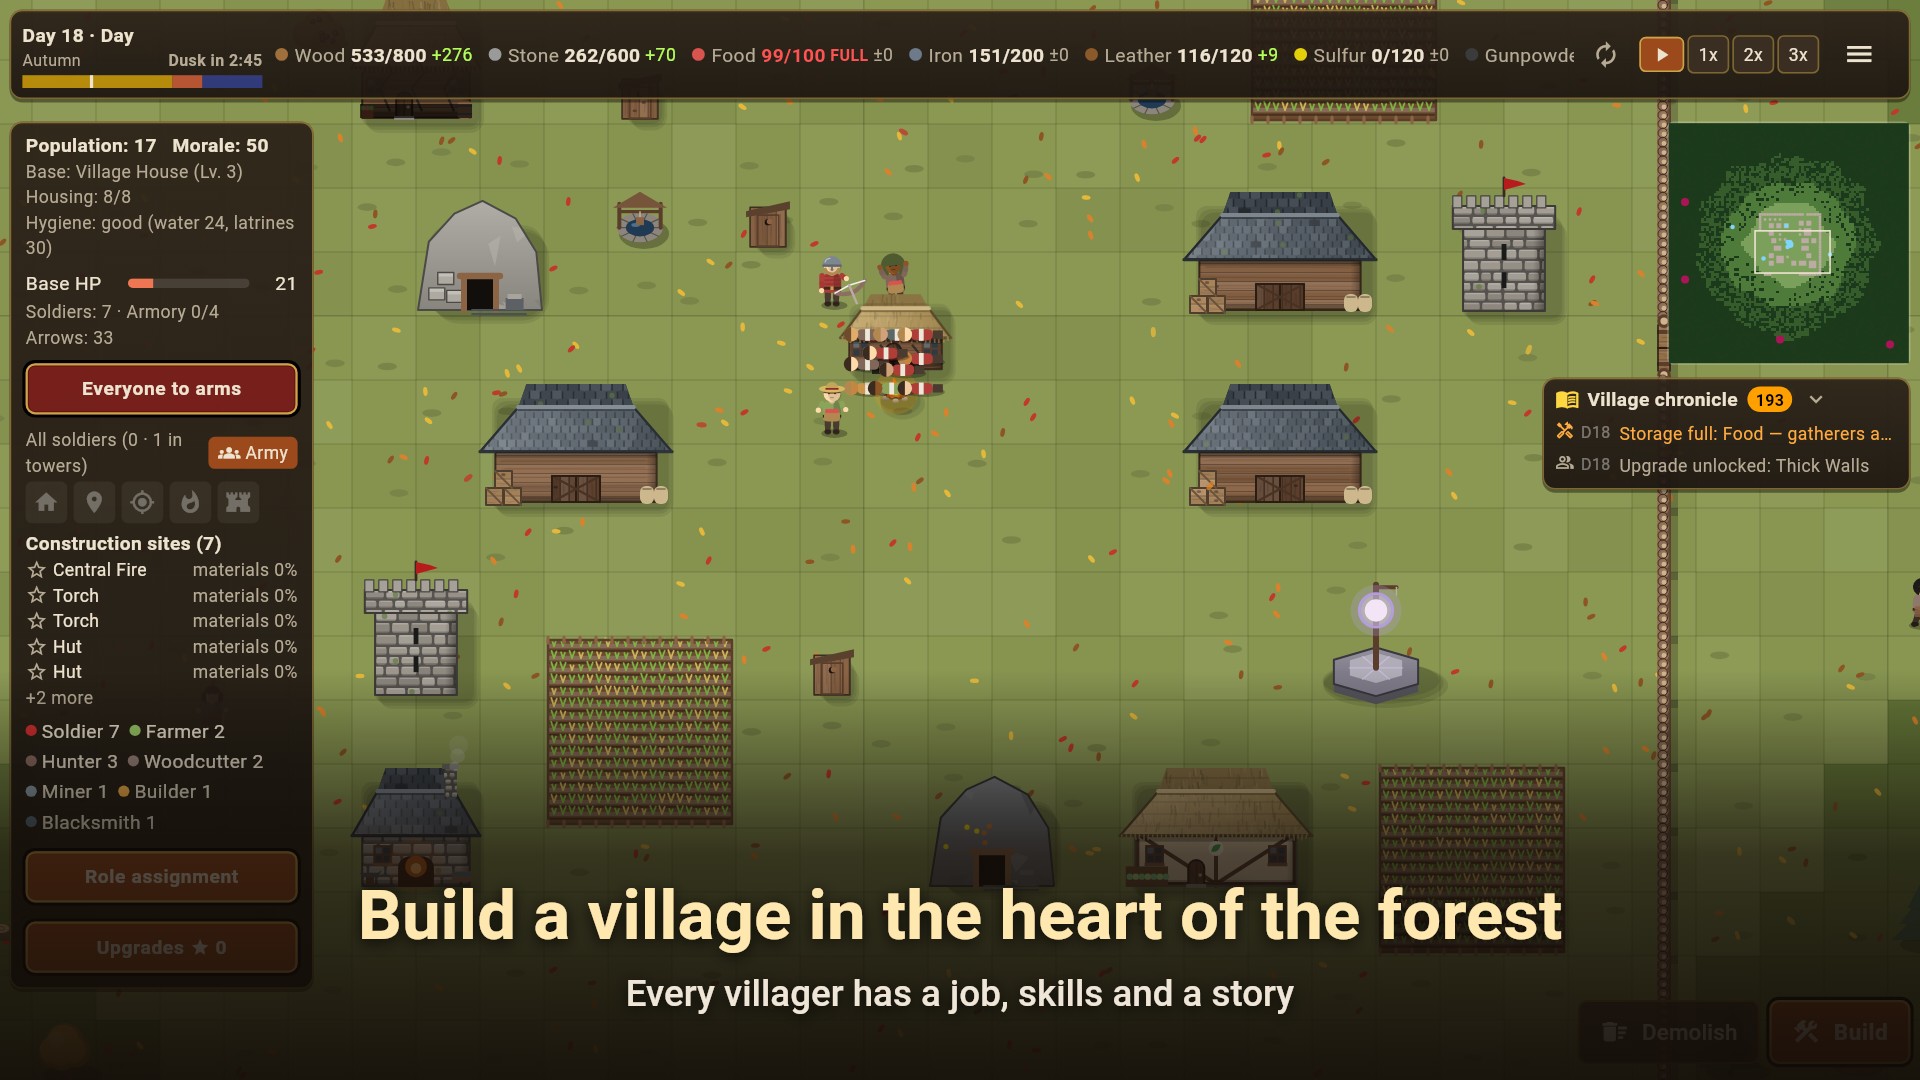 Day 18 · Day
Autumn Dusk in 2:45
Wood 533/800 +276 Stone 262/600 +70 Food 99/100 FULL ±0 Iron 151/200 ±0 Leather 116/120 +9 Sulfur 0/120 ±0 Gunpowde
1x 2x 3x
Population: 17 Morale: 50
Base: Village House (Lv. 3)
Housing: 8/8
Hygiene: good (water 24, latrines
30)
Base HP 21
Soldiers: 7 · Armory 0/4
Arrows: 33
Everyone to arms
All soldiers (0 · 1 in
towers)
Army
Construction sites (7)
Central Fire materials 0%
Torch materials 0%
Torch materials 0%
Hut materials 0%
Hut materials 0%
+2 more
Soldier 7 Farmer 2
Hunter 3 Woodcutter 2
Miner 1 Builder 1
Blacksmith 1
Role assignment
Upgrades ★ 0
Village chronicle 193
D18 Storage full: Food — gatherers a...
D18 Upgrade unlocked: Thick Walls
Build a village in the heart of the forest
Every villager has a job, skills and a story
Demolish Build